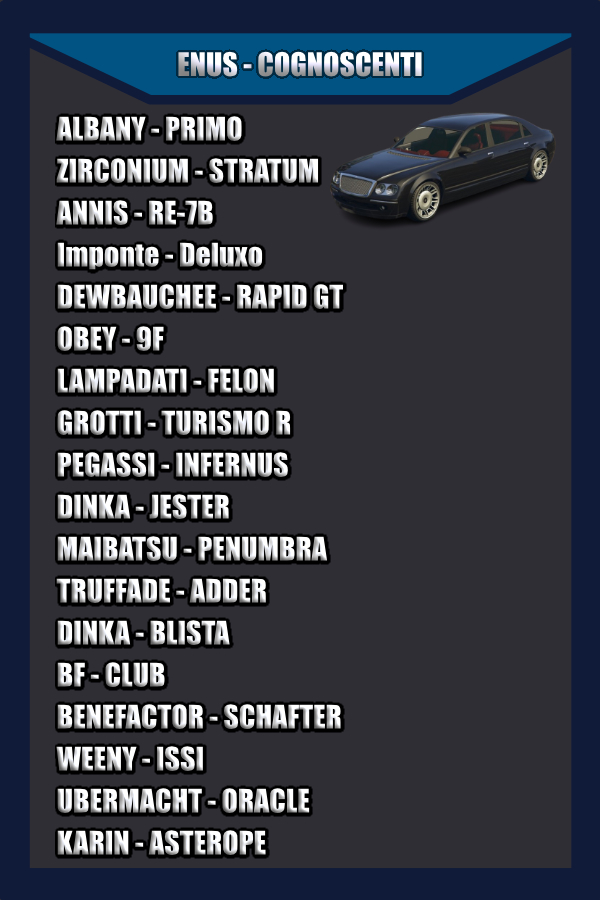 ENUS - COGNOSCENTI
ALBANY - PRIMO
ZIRCONIUM - STRATUM
ANNIS - RE-7B
Imponte - Deluxo
DEWBAUCHEE - RAPID GT
OBEY - 9F
LAMPADATI - FELON
GROTTI - TURISMO R
PEGASSI - INFERNUS
DINKA - JESTER
MAIBATSU - PENUMBRA
TRUFFADE - ADDER
DINKA - BLISTA
BF - CLUB
BENEFACTOR - SCHAFTER
WEENY - ISSI
UBERMACHT - ORACLE
KARIN - ASTEROPE